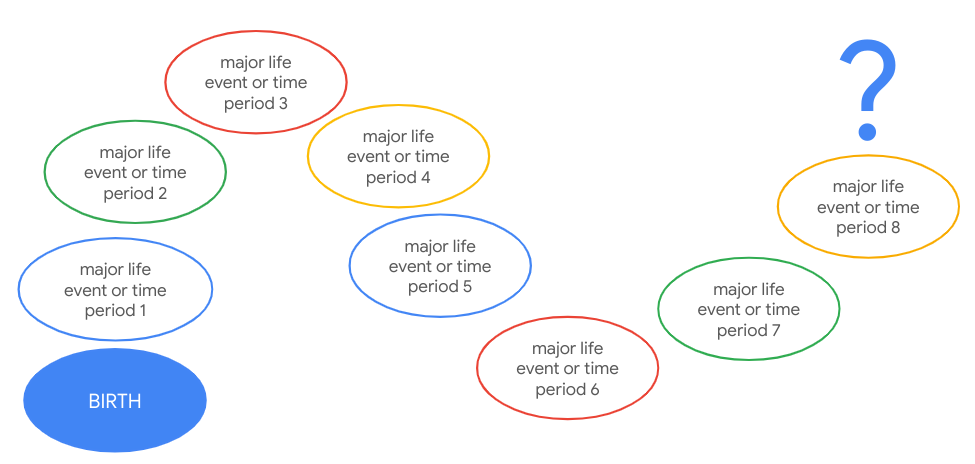 BIRTH
major life
event or time
period 1
major life
event or time
period 2
major life
event or time
period 3
major life
event or time
period 4
major life
event or time
period 5
major life
event or time
period 6
major life
event or time
period 7
major life
event or time
period 8
?